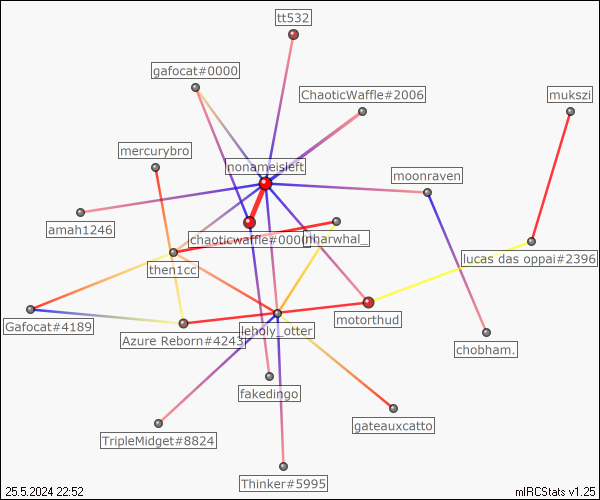 tt532
gafocat#0000
ChaoticWaffle#2006
mukszi
mercurybro
nonameisleft
moonraven
amah1246
chaoticwaffle#0000
nharwhal_
lucas das oppai#2396
then1cc
Gafocat#4189
Azure Reborn#4243
leholy_otter
motorthud
chobham.
fakedingo
gateauxcatto
TripleMidget#8824
Thinker#5995
25.5.2024 22:52
mIRCStats v1.25